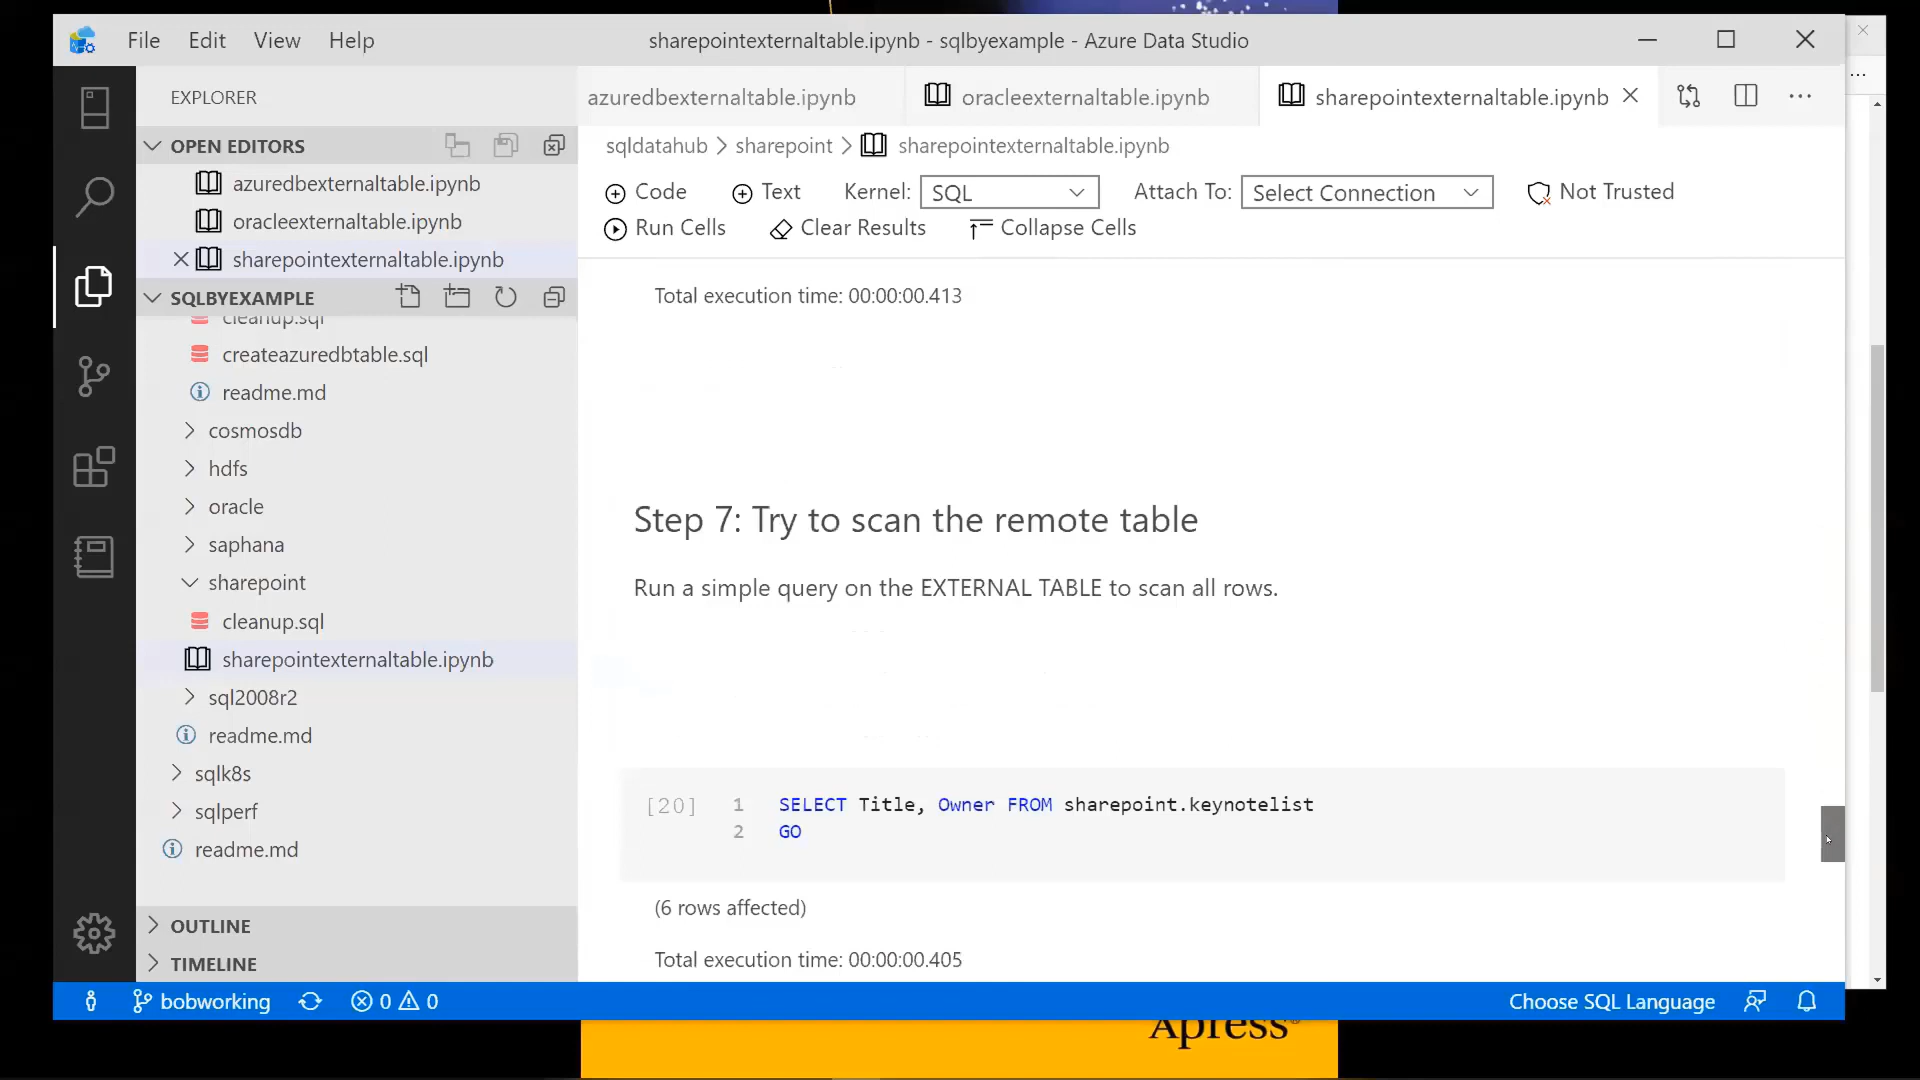 File Edit View Help
sharepointexternaltable.ipynb - sqlbyexample - Azure Data Studio
EXPLORER
OPEN EDITORS
azuredbexternaltable.ipynb
oracleexternaltable.ipynb
sharepointexternaltable.ipynb
SQLBYEXAMPLE
cleanup.sql
createazuredbtable.sql
readme.md
cosmosdb
hdfs
oracle
saphana
sharepoint
cleanup.sql
sharepointexternaltable.ipynb
sql2008r2
readme.md
sqlk8s
sqlperf
readme.md
OUTLINE
TIMELINE
azuredbexternaltable.ipynb oracleexternaltable.ipynb sharepointexternaltable.ipynb
sqldatahub > sharepoint > sharepointexternaltable.ipynb
Code Text Kernel: SQL Attach To: Select Connection Not Trusted
Run Cells Clear Results Collapse Cells
Total execution time: 00:00:00.413
Step 7: Try to scan the remote table
Run a simple query on the EXTERNAL TABLE to scan all rows.
[20] 1 SELECT Title, Owner FROM sharepoint.keynotelist
2 GO
(6 rows affected)
Total execution time: 00:00:00.405
bobworking 0 0 Choose SQL Language
Apress®